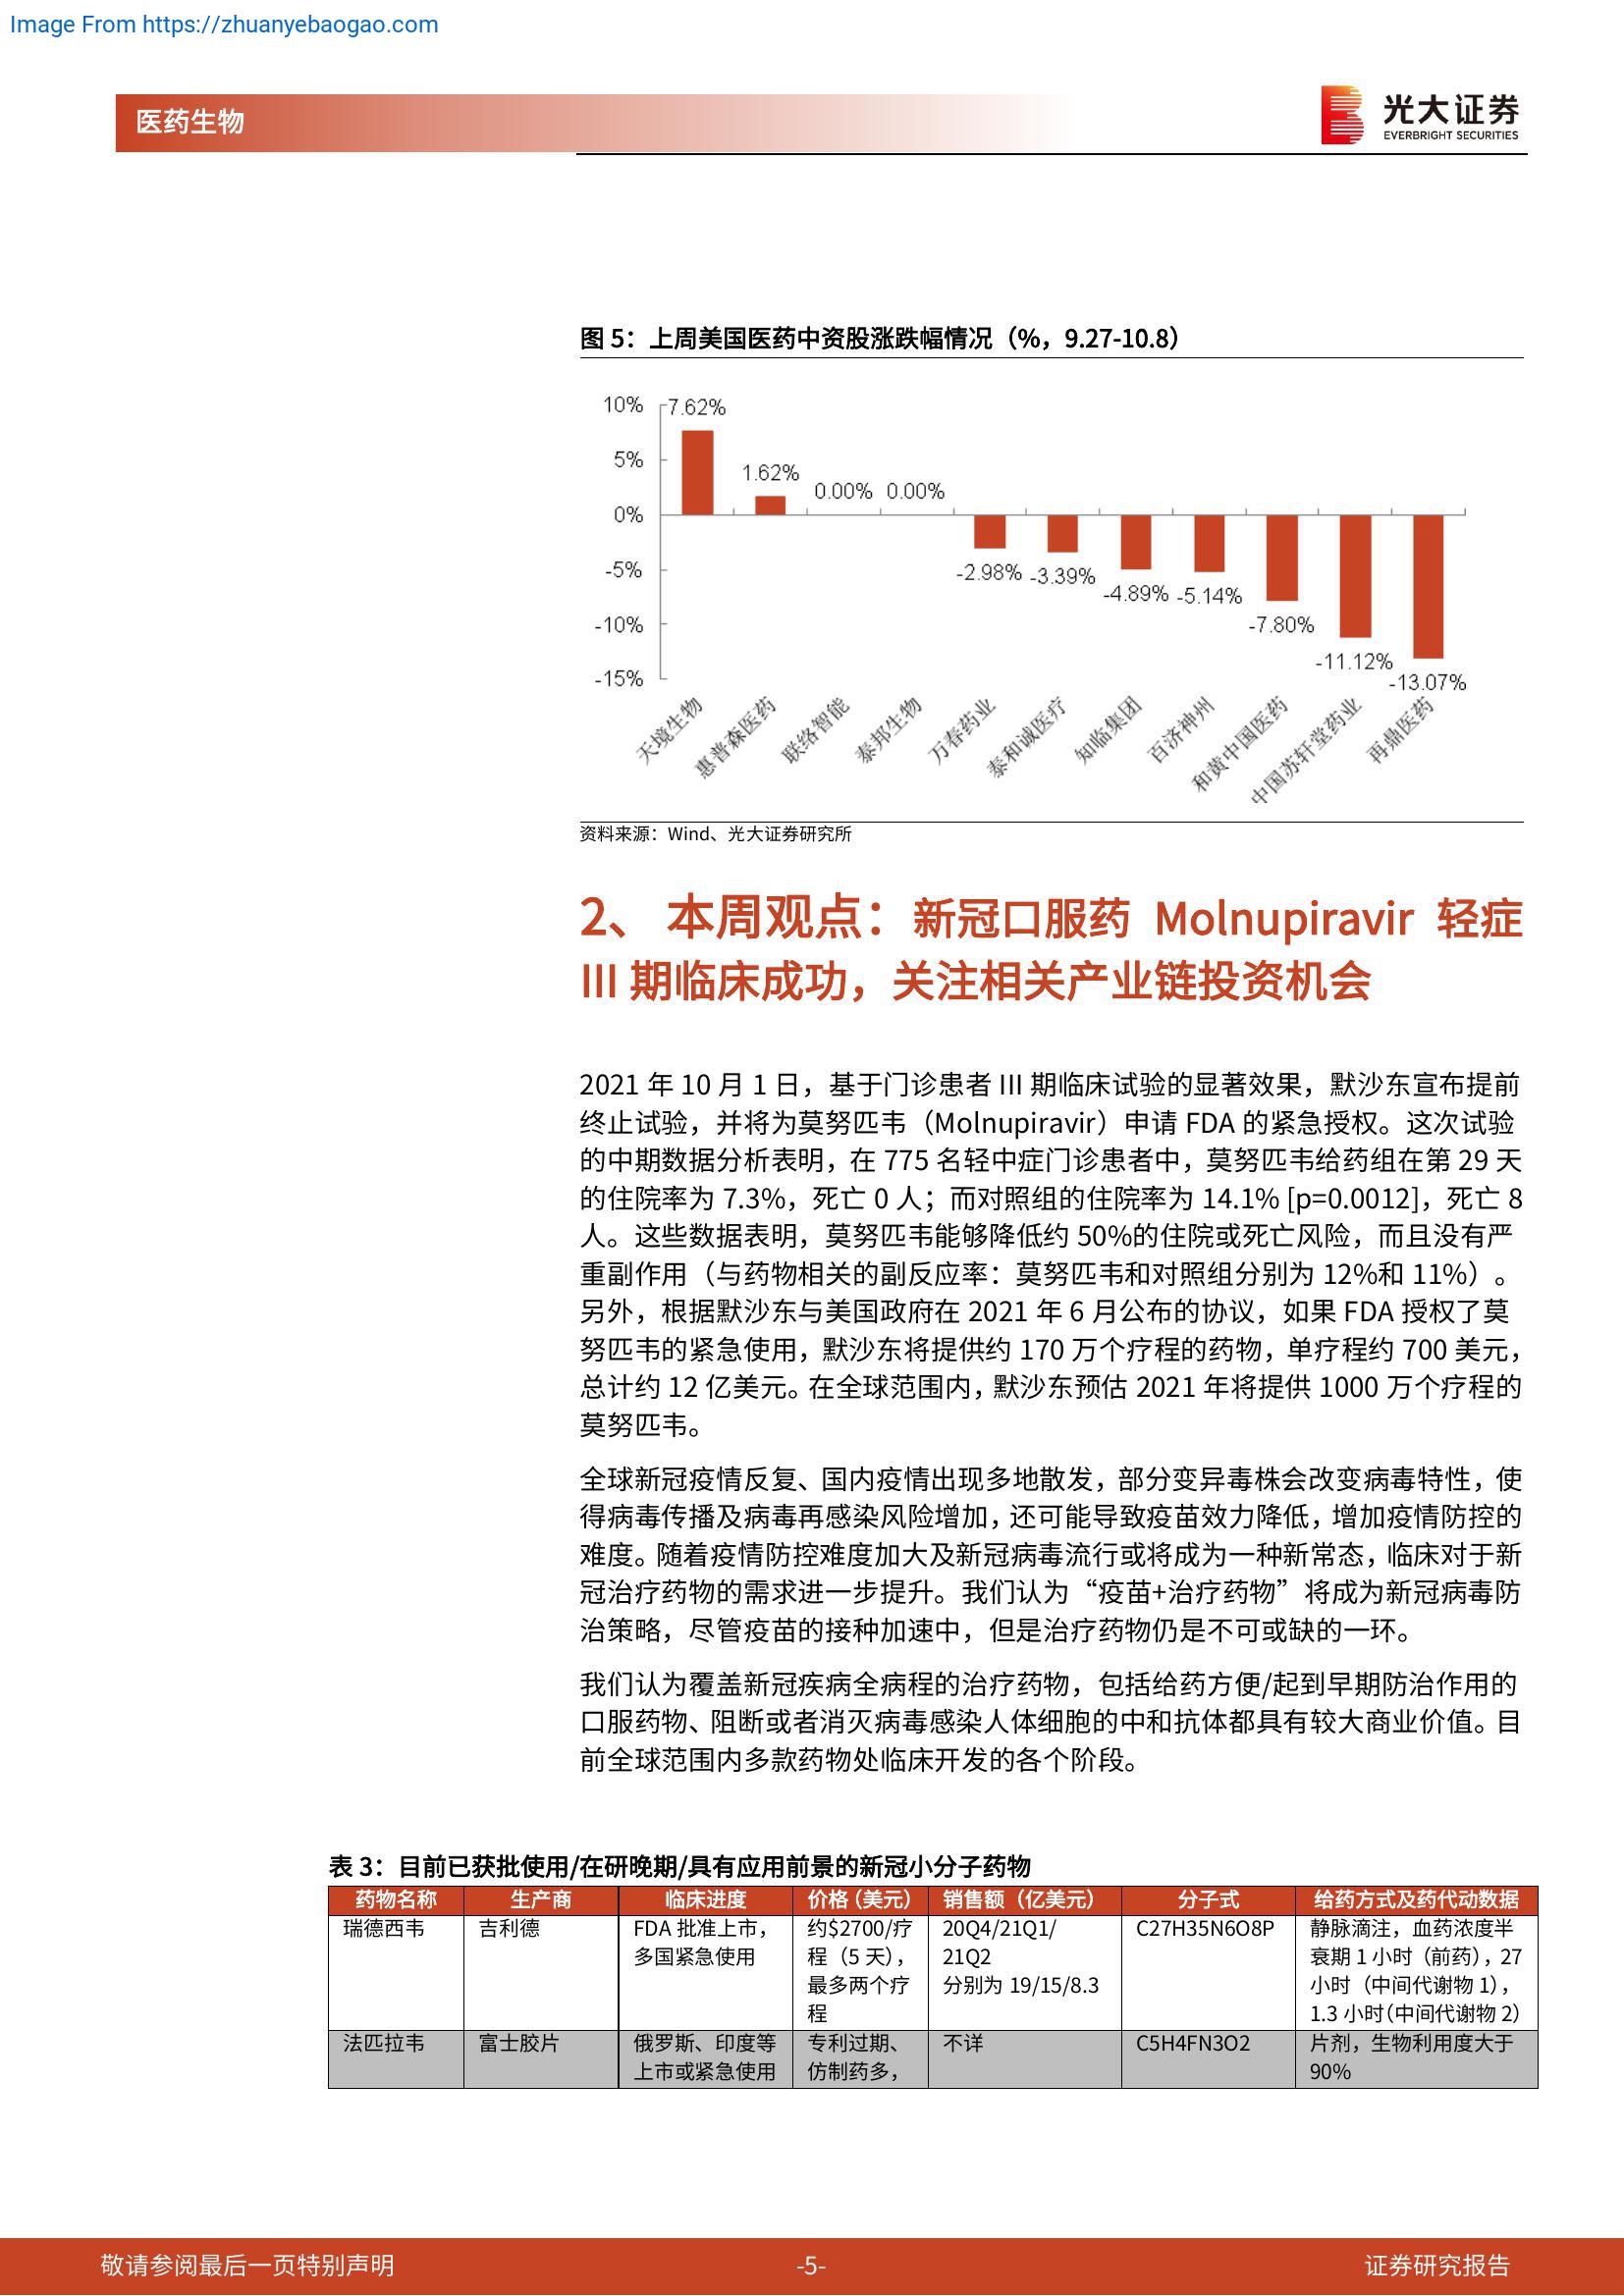 Image From https://zhuanyebaogao.com
医药生物
光大证券
EVERBRIGHT SECURITIES
图 5：上周美国医药中资股涨跌幅情况（%，9.27-10.8）
10%
5%
0%
-5%
-10%
-15%
7.62%
1.62%
0.00%
0.00%
-2.98%
-3.39%
-4.89%
-5.14%
-7.80%
-11.12%
-13.07%
天境生物
惠普森医药
联络智能
泰邦生物
万春药业
泰和诚医疗
知临集团
百济神州
和黄中国医药
中国苏轩堂药业
再鼎医药
资料来源：Wind、光大证券研究所
2、 本周观点：新冠口服药 Molnupiravir 轻症
III 期临床成功，关注相关产业链投资机会
2021 年 10 月 1 日，基于门诊患者 III 期临床试验的显著效果，默沙东宣布提前
终止试验，并将为莫努匹韦（Molnupiravir）申请 FDA 的紧急授权。这次试验
的中期数据分析表明，在 775 名轻中症门诊患者中，莫努匹韦给药组在第 29 天
的住院率为 7.3%，死亡 0 人；而对照组的住院率为 14.1% [p=0.0012]，死亡 8
人。这些数据表明，莫努匹韦能够降低约 50%的住院或死亡风险，而且没有严
重副作用（与药物相关的副反应率：莫努匹韦和对照组分别为 12%和 11%）。
另外，根据默沙东与美国政府在 2021 年 6 月公布的协议，如果 FDA 授权了莫
努匹韦的紧急使用，默沙东将提供约 170 万个疗程的药物，单疗程约 700 美元，
总计约 12 亿美元。在全球范围内，默沙东预估 2021 年将提供 1000 万个疗程的
莫努匹韦。
全球新冠疫情反复、国内疫情出现多地散发，部分变异毒株会改变病毒特性，使
得病毒传播及病毒再感染风险增加，还可能导致疫苗效力降低，增加疫情防控的
难度。随着疫情防控难度加大及新冠病毒流行或将成为一种新常态，临床对于新
冠治疗药物的需求进一步提升。我们认为“疫苗+治疗药物”将成为新冠病毒防
治策略，尽管疫苗的接种加速中，但是治疗药物仍是不可或缺的一环。
我们认为覆盖新冠疾病全病程的治疗药物，包括给药方便/起到早期防治作用的
口服药物、阻断或者消灭病毒感染人体细胞的中和抗体都具有较大商业价值。目
前全球范围内多款药物处临床开发的各个阶段。
表 3：目前已获批使用/在研晚期/具有应用前景的新冠小分子药物
药物名称 生产商 临床进度 价格（美元） 销售额（亿美元） 分子式 给药方式及药代动数据
瑞德西韦 吉利德 FDA 批准上市， 约$2700/疗 20Q4/21Q1/ C27H35N6O8P 静脉滴注，血药浓度半
多国紧急使用 程（5 天）， 21Q2 衰期 1 小时（前药），27
最多两个疗 分别为 19/15/8.3 小时（中间代谢物 1），
程 1.3 小时（中间代谢物 2）
法匹拉韦 富士胶片 俄罗斯、印度等 专利过期、 不详 C5H4FN3O2 片剂，生物利用度大于
上市或紧急使用 仿制药多， 90%
敬请参阅最后一页特别声明
-5-
证券研究报告